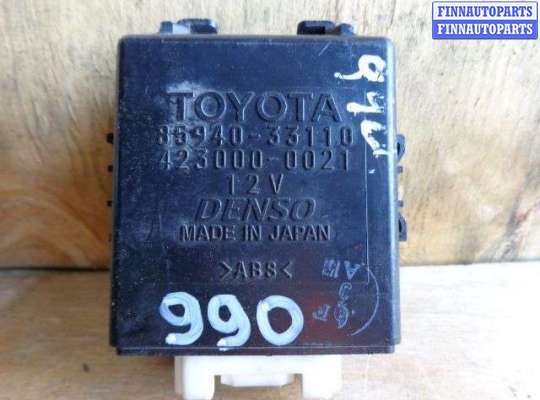 FINNAUTOPARTS
FINNAUTOPARTS
TOYOTA
85940-33110
423000-0021
12V
DENSO
MADE IN JAPAN
>ABS<
990